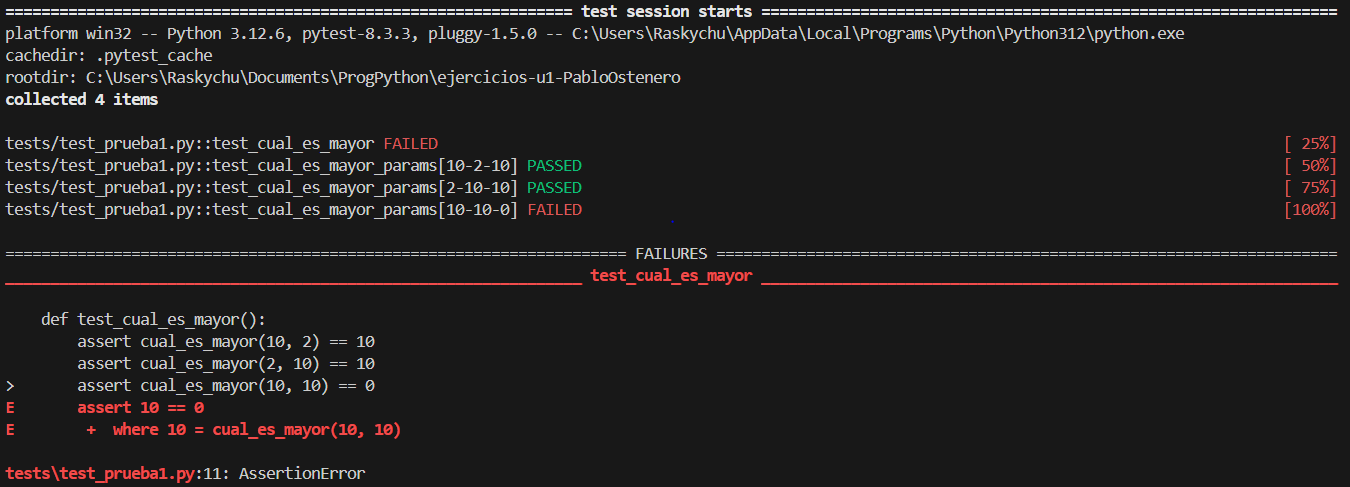 =============================================================== test session starts ================================================================
platform win32 -- Python 3.12.6, pytest-8.3.3, pluggy-1.5.0 -- C:\Users\Raskychu\AppData\Local\Programs\Python\Python312\python.exe
cachedir: .pytest_cache
rootdir: C:\Users\Raskychu\Documents\ProgPython\ejercicios-u1-PabloOstenero
collected 4 items
tests/test_prueba1.py::test_cual_es_mayor FAILED [ 25%]
tests/test_prueba1.py::test_cual_es_mayor_params[10-2-10] PASSED [ 50%]
tests/test_prueba1.py::test_cual_es_mayor_params[2-10-10] PASSED [ 75%]
tests/test_prueba1.py::test_cual_es_mayor_params[10-10-0] FAILED [100%]
===================================================================== FAILURES =====================================================================
________________________________________________________________ test_cual_es_mayor ________________________________________________________________
    def test_cual_es_mayor():
        assert cual_es_mayor(10, 2) == 10
        assert cual_es_mayor(2, 10) == 10
>       assert cual_es_mayor(10, 10) == 0
E       assert 10 == 0
E        +  where 10 = cual_es_mayor(10, 10)
tests\test_prueba1.py:11: AssertionError